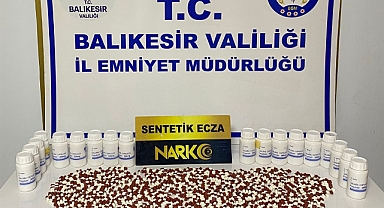 T.C.
T.C.
BALIKESİR
VALİLİĞİ
BALIKESİR VALİLİĞİ
İL EMNİYET MÜDÜRLÜĞÜ
SENTETİK ECZA
NARKO